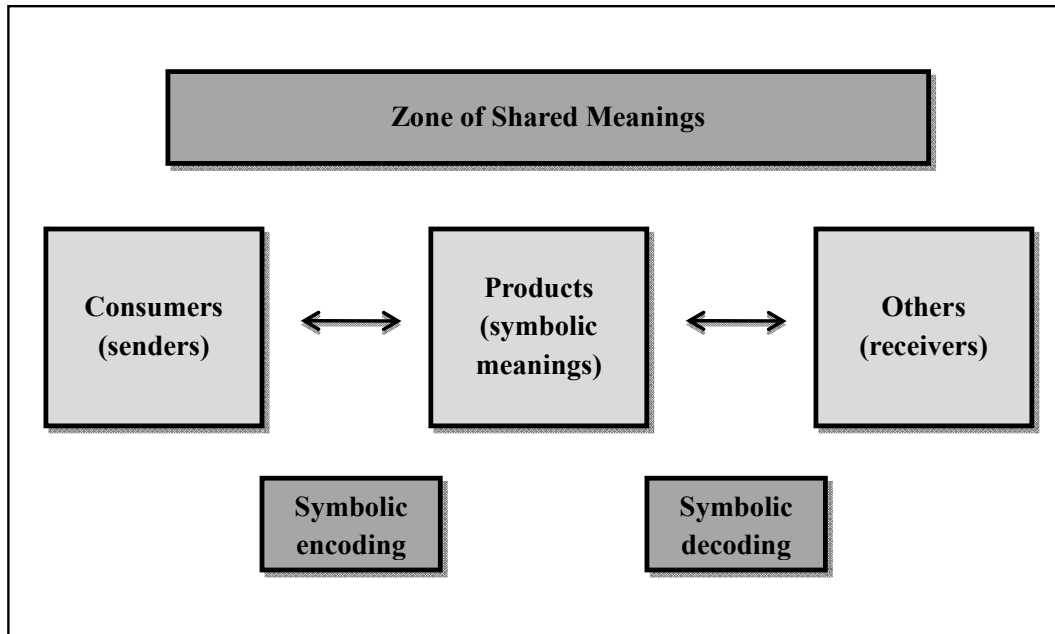 Zone of Shared Meanings
Consumers
(senders)
Products
(symbolic
meanings)
Others
(receivers)
Symbolic
encoding
Symbolic
decoding